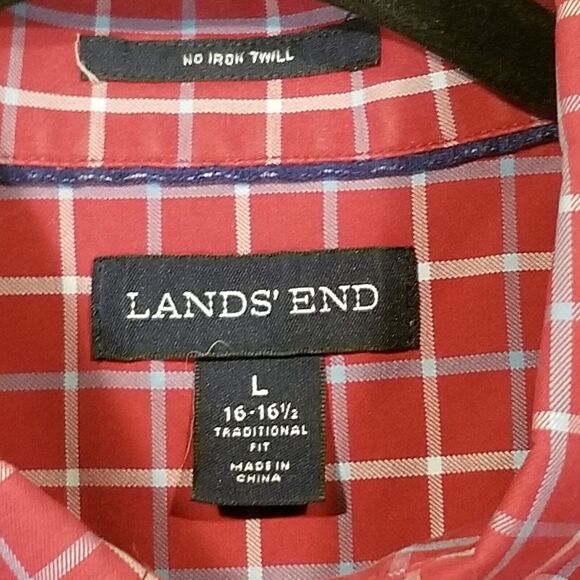 NO IRON TWILL
LANDS' END
L
16-16½
TRADITIONAL
FIT
MADE IN
CHINA